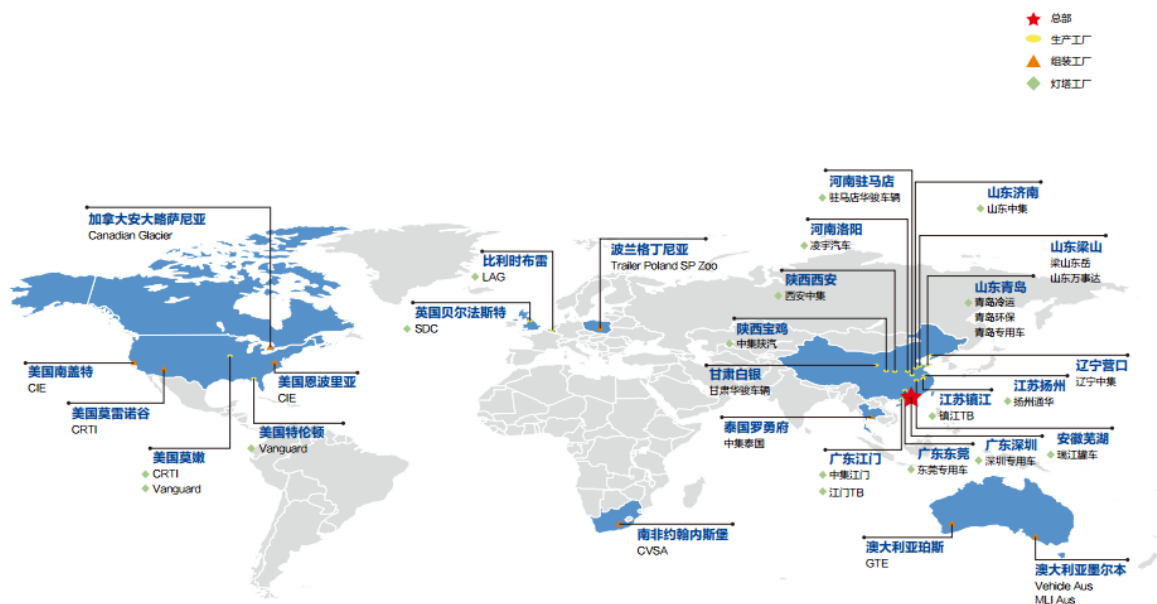 总部
生产工厂
组装工厂
灯塔工厂
加拿大安大略萨尼亚
Canadian Glacier
美国南盖特
CIE
美国莫雷诺谷
CRTI
美国莫嫩
CRTI
Vanguard
美国特伦顿
Vanguard
美国恩波里亚
CIE
比利时布雷
LAG
英国贝尔法斯特
SDC
波兰格丁尼亚
Trailer Poland SP Zoo
南非约翰内斯堡
CVSA
河南驻马店
驻马店华骏车辆
河南洛阳
凌宇汽车
陕西西安
西安中集
陕西宝鸡
中集陕汽
甘肃白银
甘肃华骏车辆
泰国罗勇府
中集泰国
山东济南
山东中集
山东梁山
梁山东岳
山东万事达
山东青岛
青岛冷运
青岛环保
青岛专用车
辽宁营口
辽宁中集
江苏扬州
扬州通华
江苏镇江
镇江TB
安徽芜湖
瑞江罐车
广东深圳
深圳专用车
广东东莞
东莞专用车
广东江门
中集江门
江门TB
澳大利亚珀斯
GTE
澳大利亚墨尔本
Vehicle Aus
MLI Aus